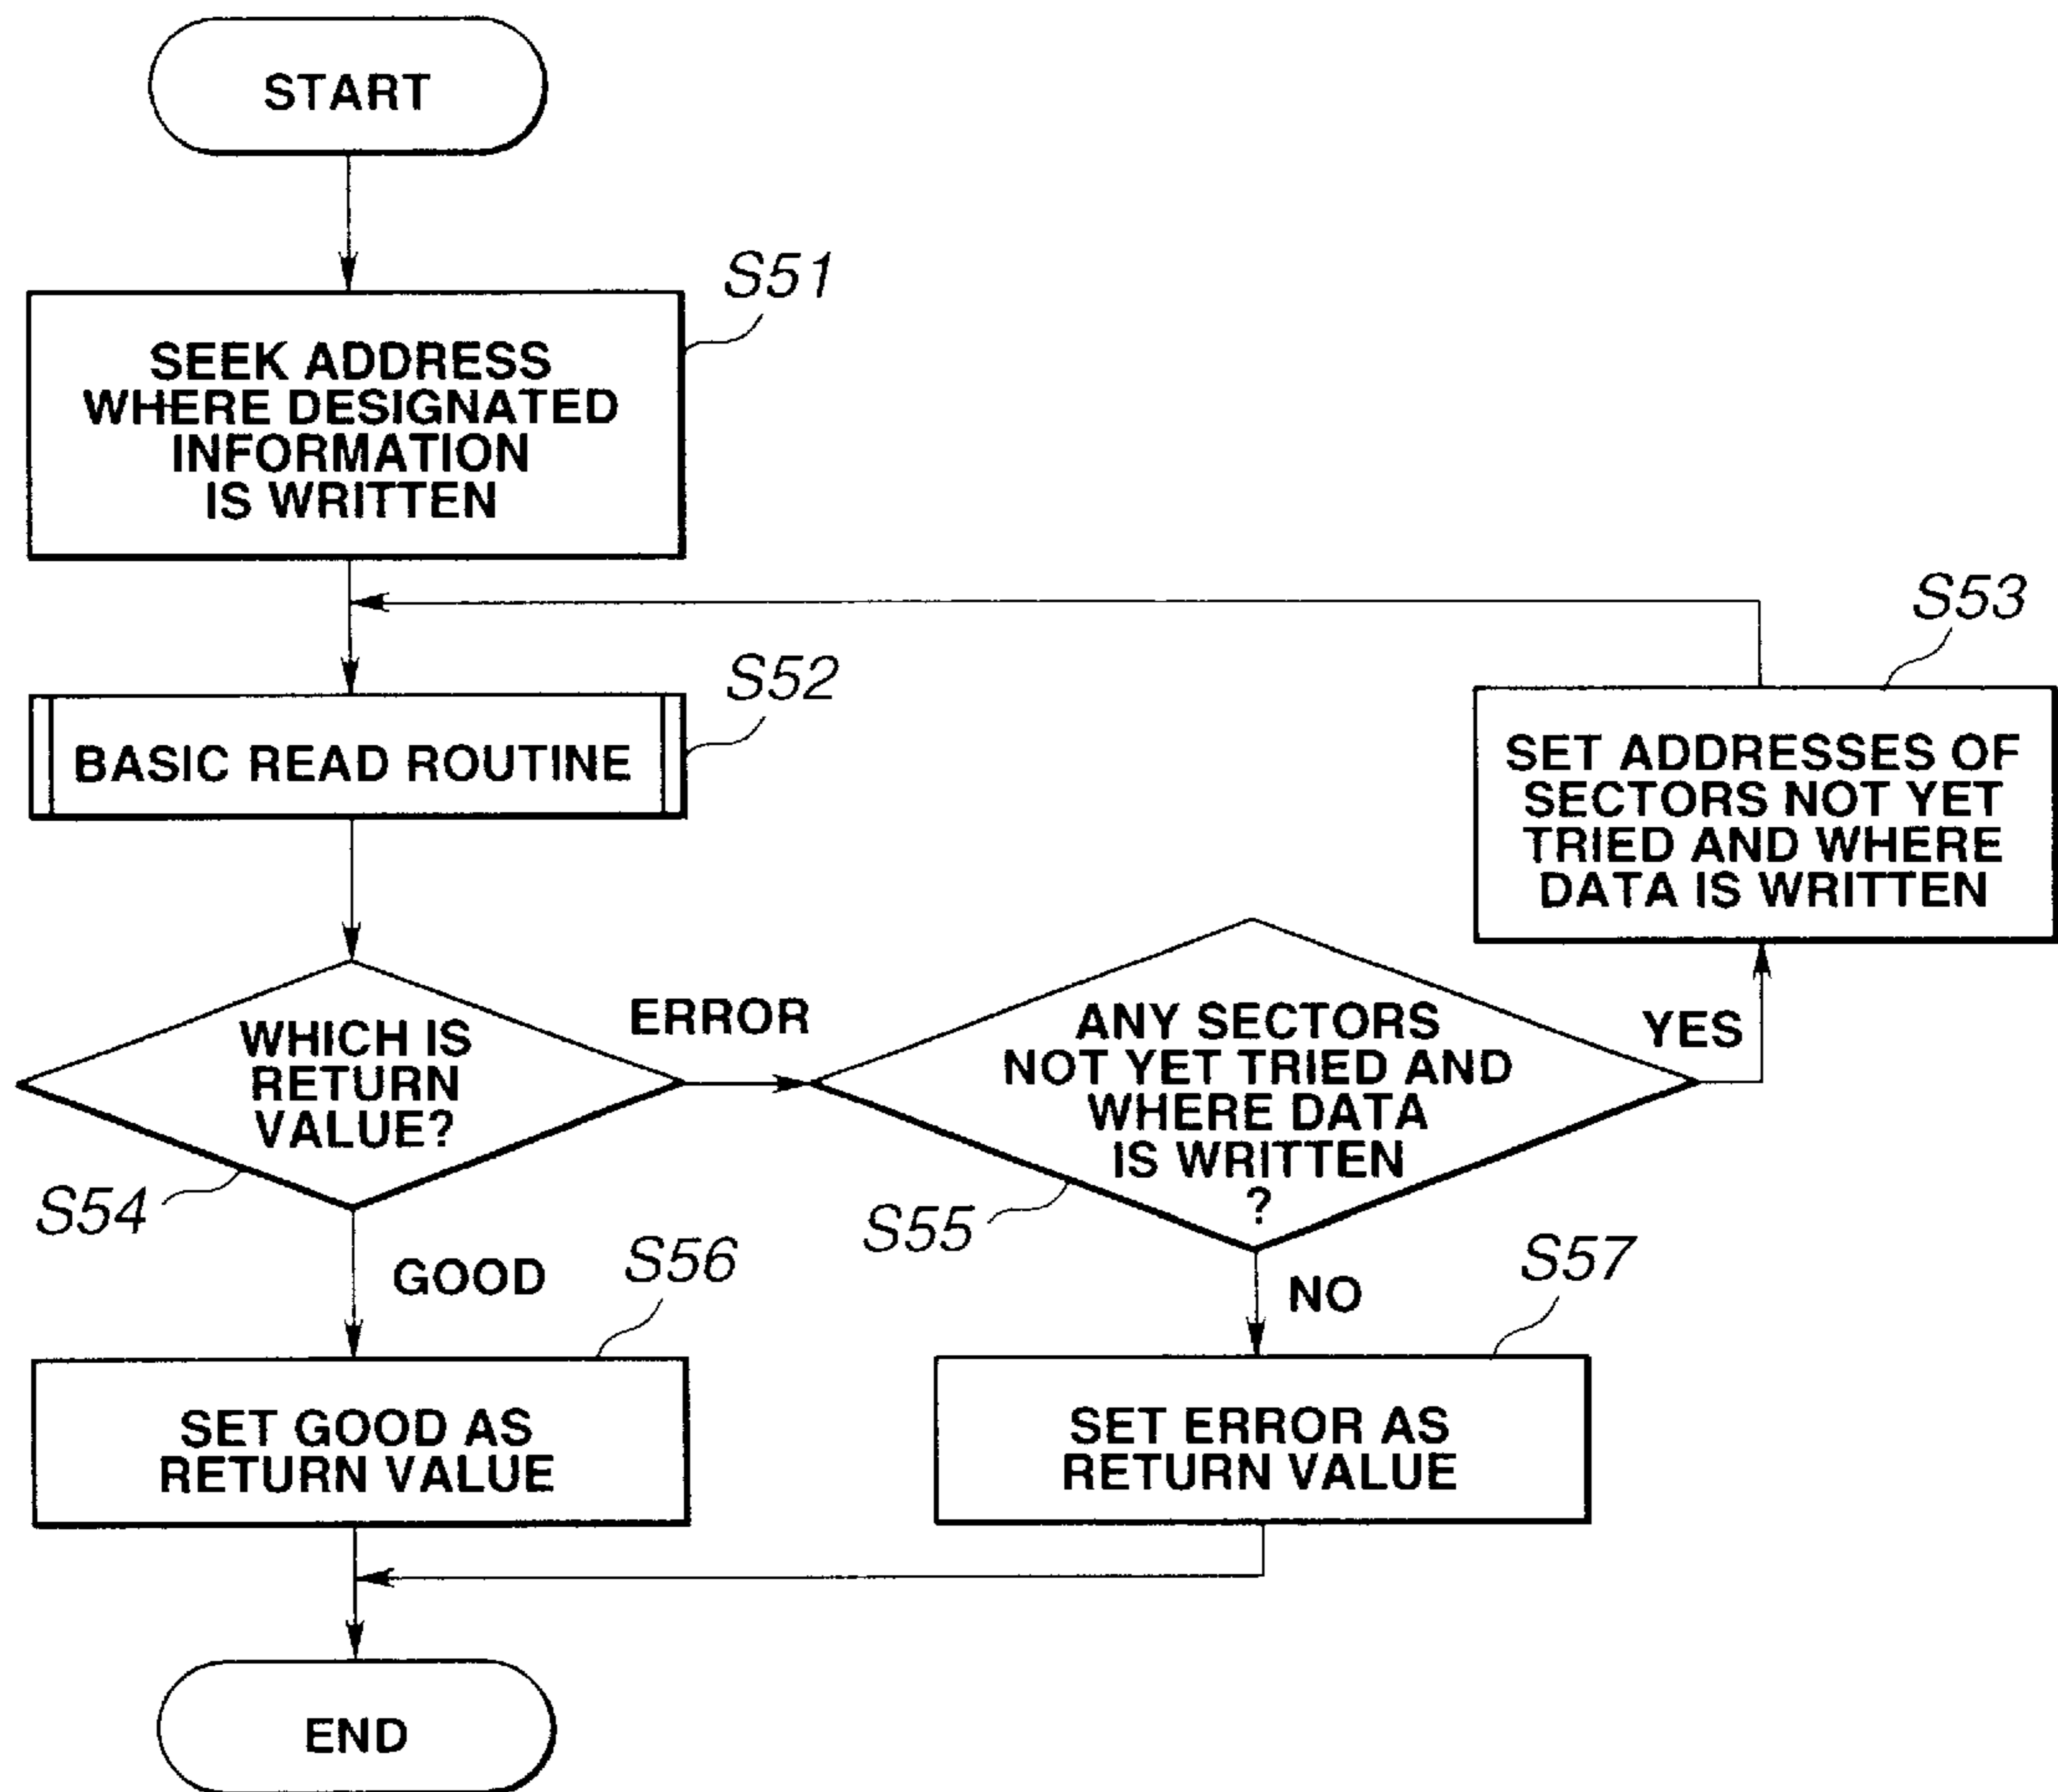 START
S51
SEEK ADDRESS
WHERE DESIGNATED
INFORMATION
IS WRITTEN
S53
S52
BASIC READ ROUTINE
SET ADDRESSES OF
SECTORS NOT YET
TRIED AND WHERE
DATA IS WRITTEN
WHICH IS
RETURN
VALUE?
ERROR
ANY SECTORS
NOT YET TRIED AND
WHERE DATA
IS WRITTEN
?
YES
S54
S55
GOOD
S56
NO
S57
SET GOOD AS
RETURN VALUE
SET ERROR AS
RETURN VALUE
END